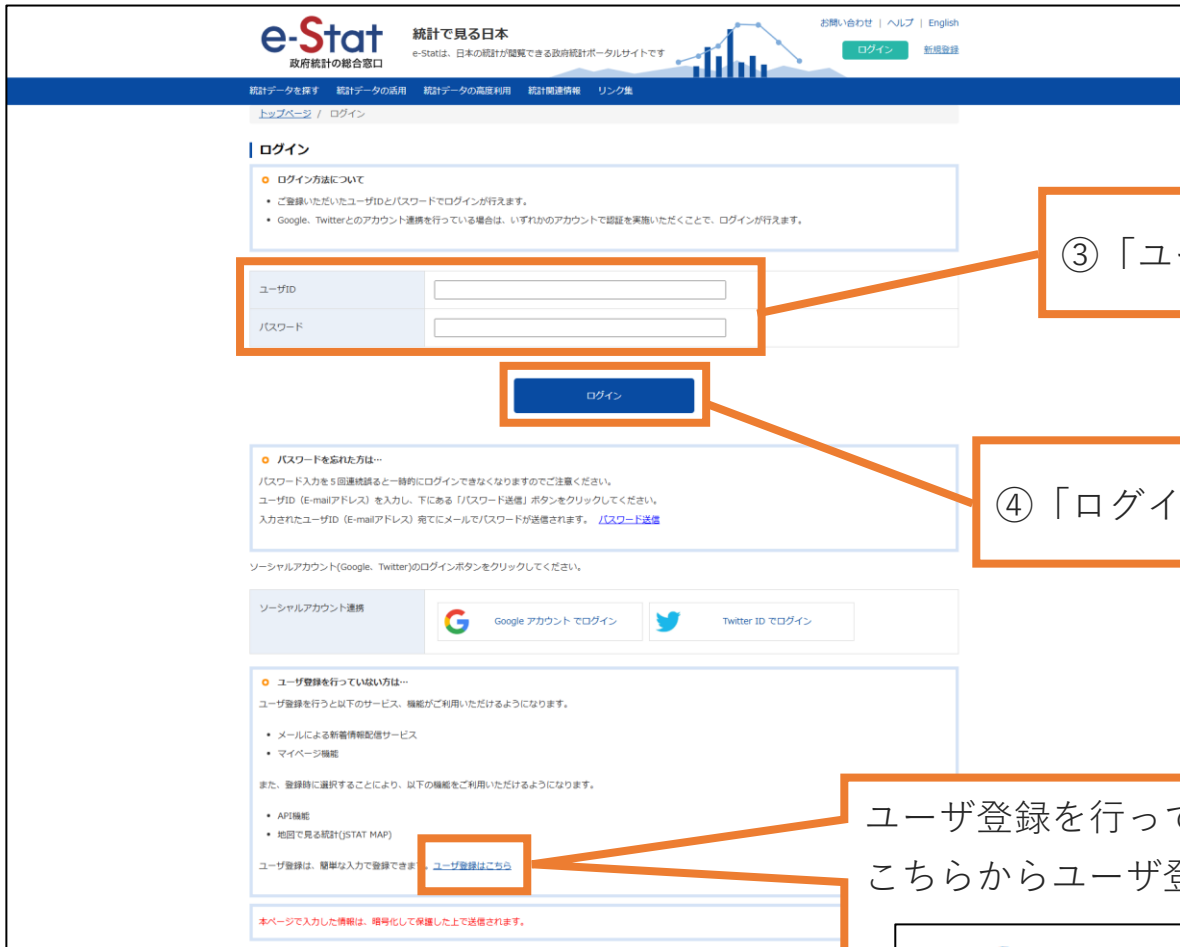 e-Stat
政府統計の総合窓口
統計で見る日本
e-Statは、日本の統計が閲覧できる政府統計ポータルサイトです
お問い合わせ | ヘルプ | English
ログイン 新規登録
統計データを探す 統計データの活用 統計データの高度利用 統計関連情報 リンク集
トップページ / ログイン
ログイン
ログイン方法について
• ご登録いただいたユーザIDとパスワードでログインが行えます。
• Google、Twitterとのアカウント連携を行っている場合は、いずれかのアカウントで認証を実施いただくことで、ログインが行えます。
③「ユ
ユーザID
パスワード
ログイン
④「ログイ
パスワードを忘れた方は…
パスワード入力を5回連続誤ると一時的にログインできなくなりますのでご注意ください。
ユーザID（E-mailアドレス）を入力し、下にある「パスワード送信」ボタンをクリックしてください。
入力されたユーザID（E-mailアドレス）宛てにメールでパスワードが送信されます。 パスワード送信
ソーシャルアカウント(Google、Twitter)のログインボタンをクリックしてください。
ソーシャルアカウント連携
Google アカウント でログイン
Twitter ID でログイン
ユーザ登録を行っていない方は…
ユーザ登録を行うと以下のサービス、機能がご利用いただけるようになります。
• メールによる新着情報配信サービス
• マイページ機能
また、登録時に選択することにより、以下の機能をご利用いただけるようになります。
• API機能
• 地図で見る統計(jSTAT MAP)
ユーザ登録は、簡単な入力で登録できます。ユーザ登録はこちら
ユーザ登録を行って
こちらからユーザ登
本ページで入力した情報は、暗号化して保護した上で送信されます。